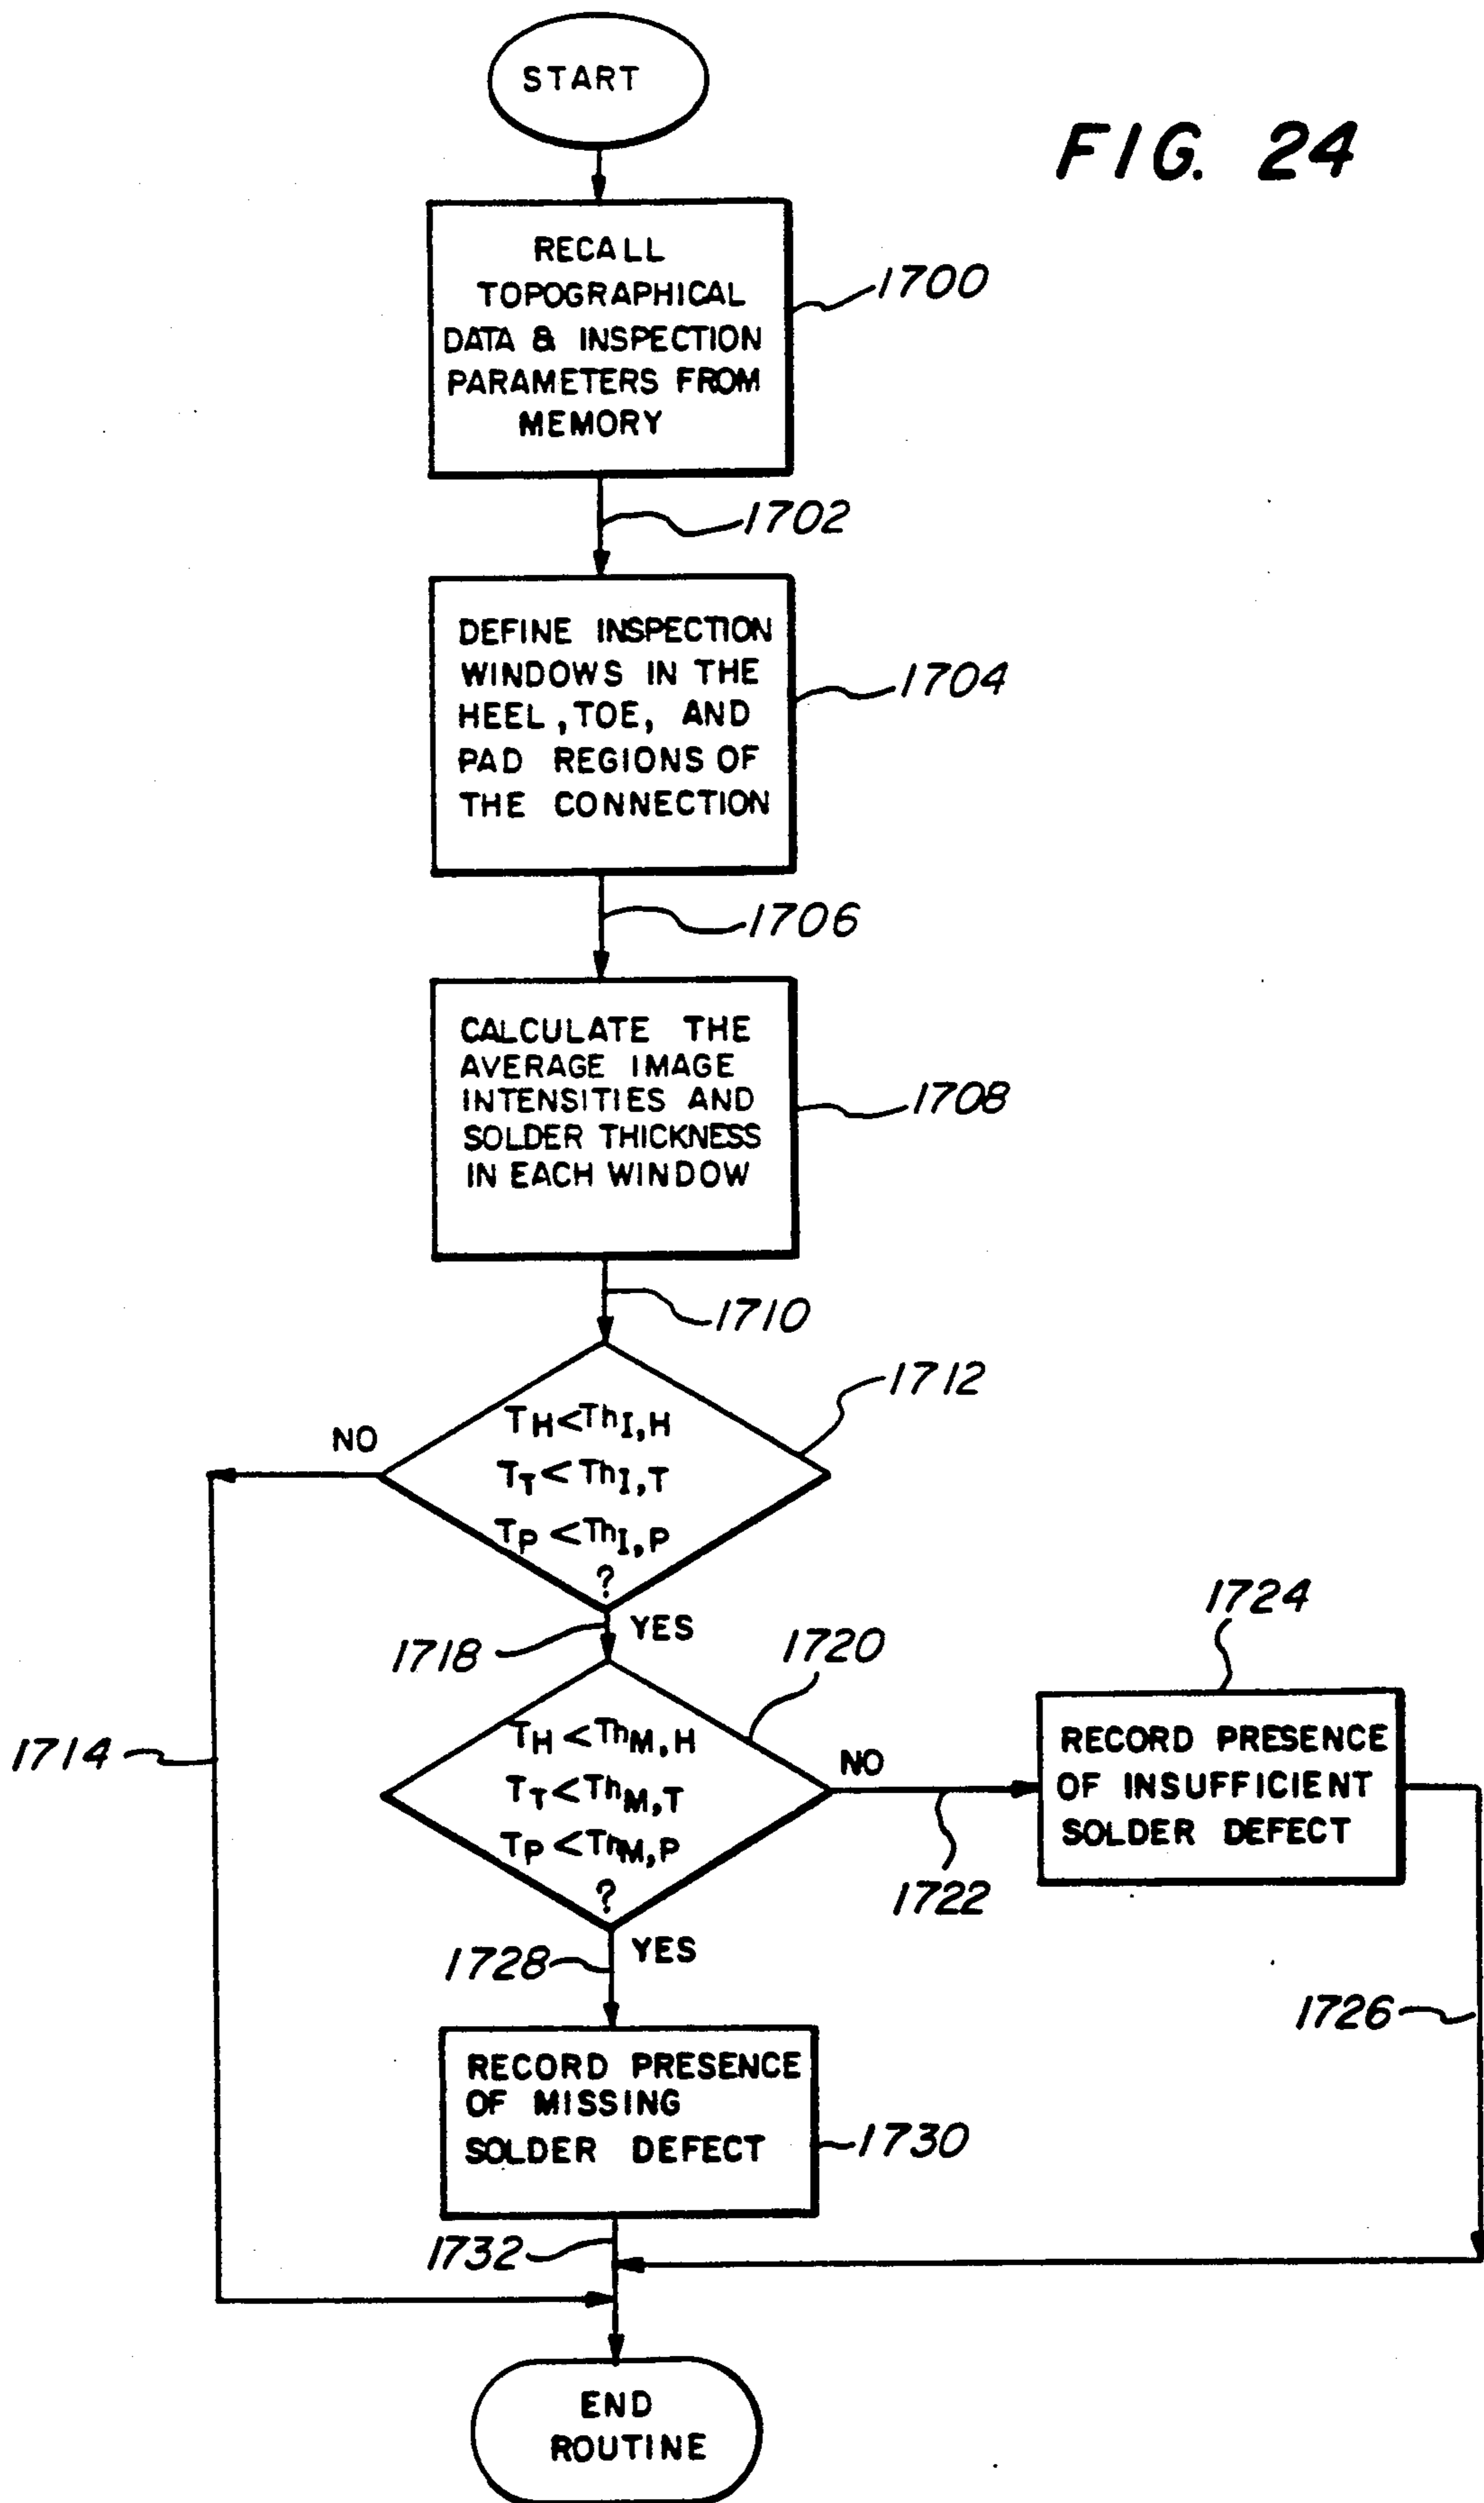 START
FIG. 24
RECALL
TOPOGRAPHICAL
DATA & INSPECTION
PARAMETERS FROM
MEMORY
1700
1702
DEFINE INSPECTION
WINDOWS IN THE
HEEL, TOE, AND
PAD REGIONS OF
THE CONNECTION
1704
1706
CALCULATE THE
AVERAGE IMAGE
INTENSITIES AND
SOLDER THICKNESS
IN EACH WINDOW
1708
1710
1712
NO
TH<ThI,H
TT<ThI,T
TP<ThI,P
?
YES
1718
1720
1724
TH<ThM,H
TT<ThM,T
TP<ThM,P
?
NO
1722
RECORD PRESENCE
OF INSUFFICIENT
SOLDER DEFECT
1714
1728
YES
1726
RECORD PRESENCE
OF MISSING
SOLDER DEFECT
1730
1732
END
ROUTINE